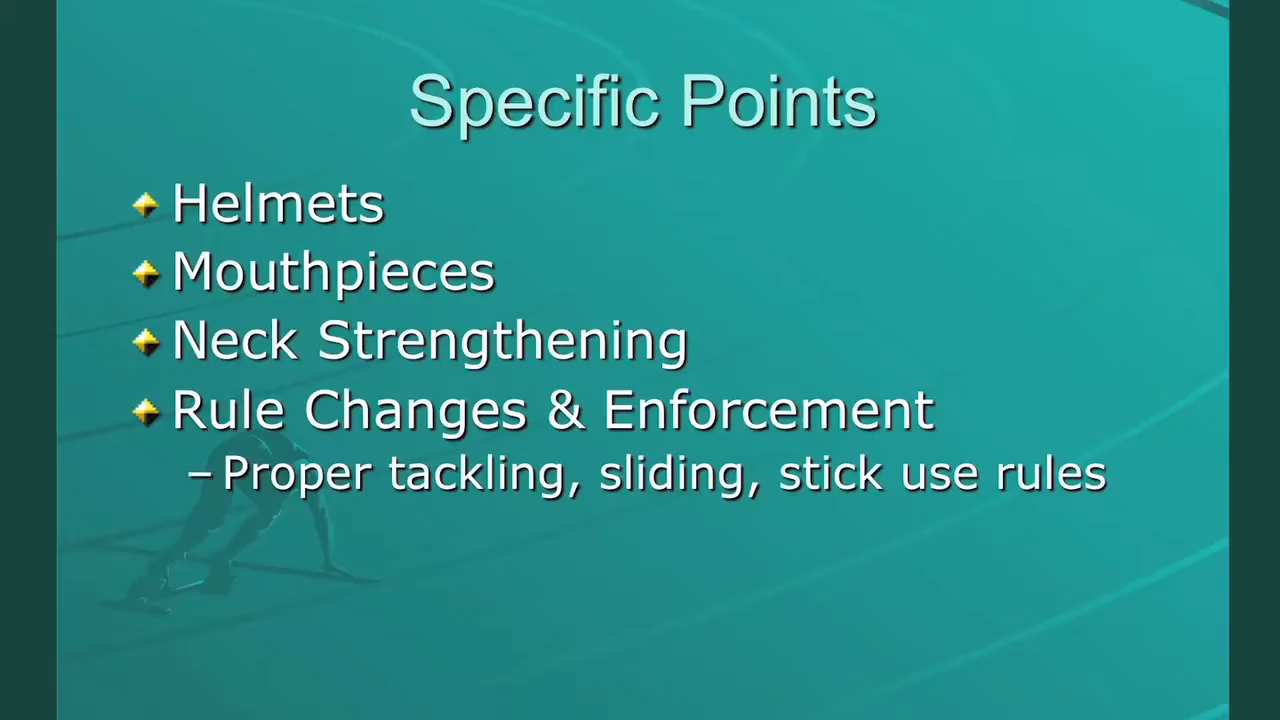 Specific Points
Helmets
Mouthpieces
Neck Strengthening
Rule Changes & Enforcement
– Proper tackling, sliding, stick use rules